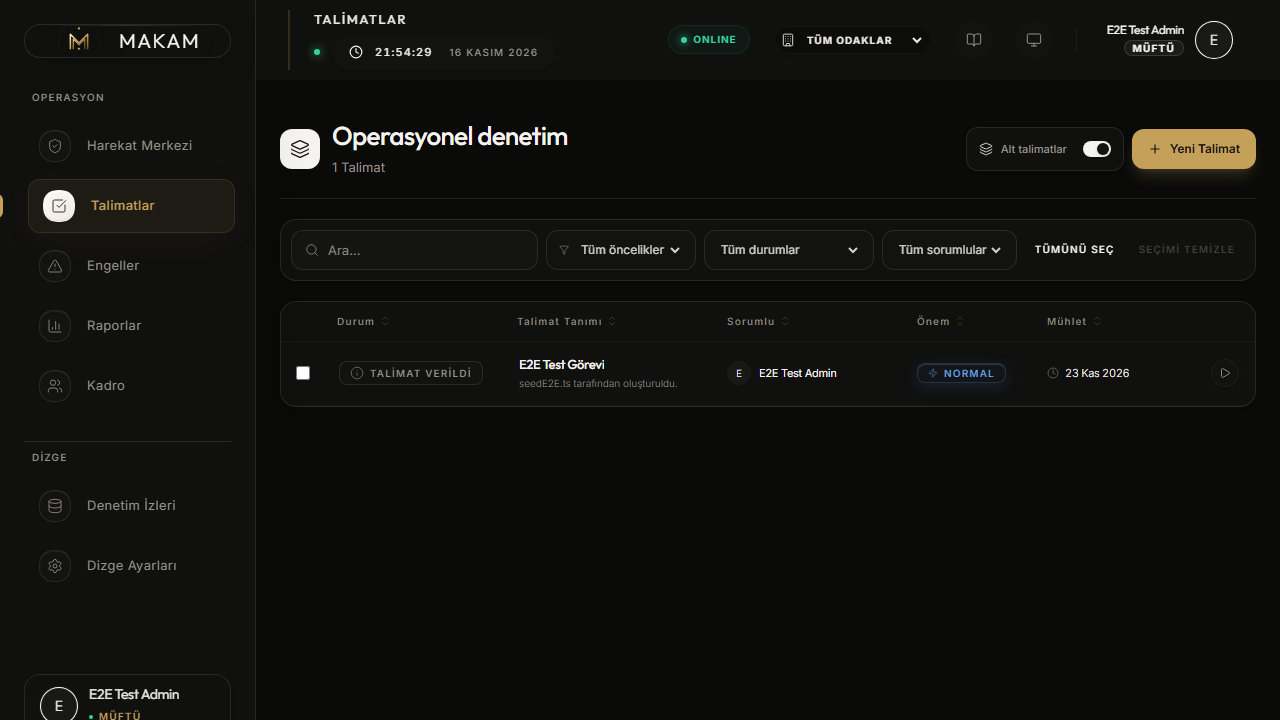 MAKAM
OPERASYON
Harekat Merkezi
Talimatlar
Engeller
Raporlar
Kadro
DİZGE
Denetim İzleri
Dizge Ayarları
E
E2E Test Admin
MÜFTÜ
TALİMATLAR
21:54:29 16 KASIM 2026
ONLINE
TÜM ODAKLAR
E2E Test Admin
MÜFTÜ
E
Operasyonel denetim
1 Talimat
Alt talimatlar
Yeni Talimat
Ara...
Tüm öncelikler
Tüm durumlar
Tüm sorumlular
TÜMÜNÜ SEÇ
SEÇİMİ TEMİZLE
Durum Talimat Tanımı Sorumlu Önem Mühlet
TALİMAT VERİLDİ
E2E Test Görevi
seedE2E.ts tarafından oluşturuldu.
E E2E Test Admin
NORMAL
23 Kas 2026